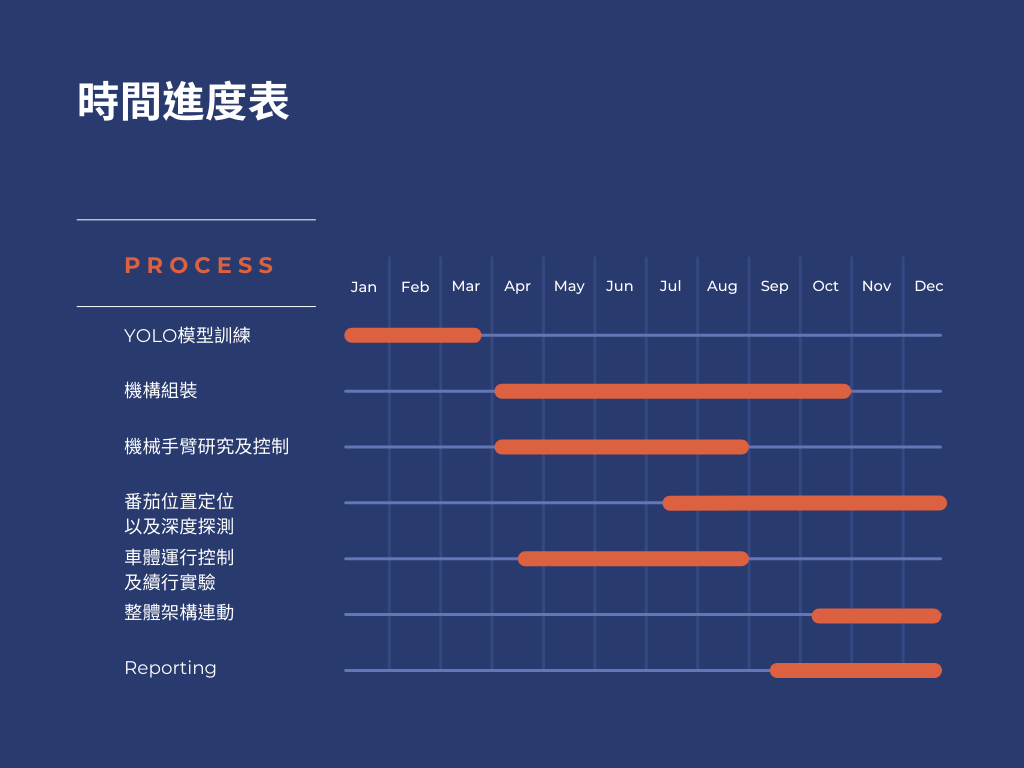 時間進度表
PROCESS
Jan Feb Mar Apr May Jun Jul Aug Sep Oct Nov Dec
YOLO模型訓練
機構組裝
機械手臂研究及控制
番茄位置定位
以及深度探測
車體運行控制
及續行實驗
整體架構連動
Reporting